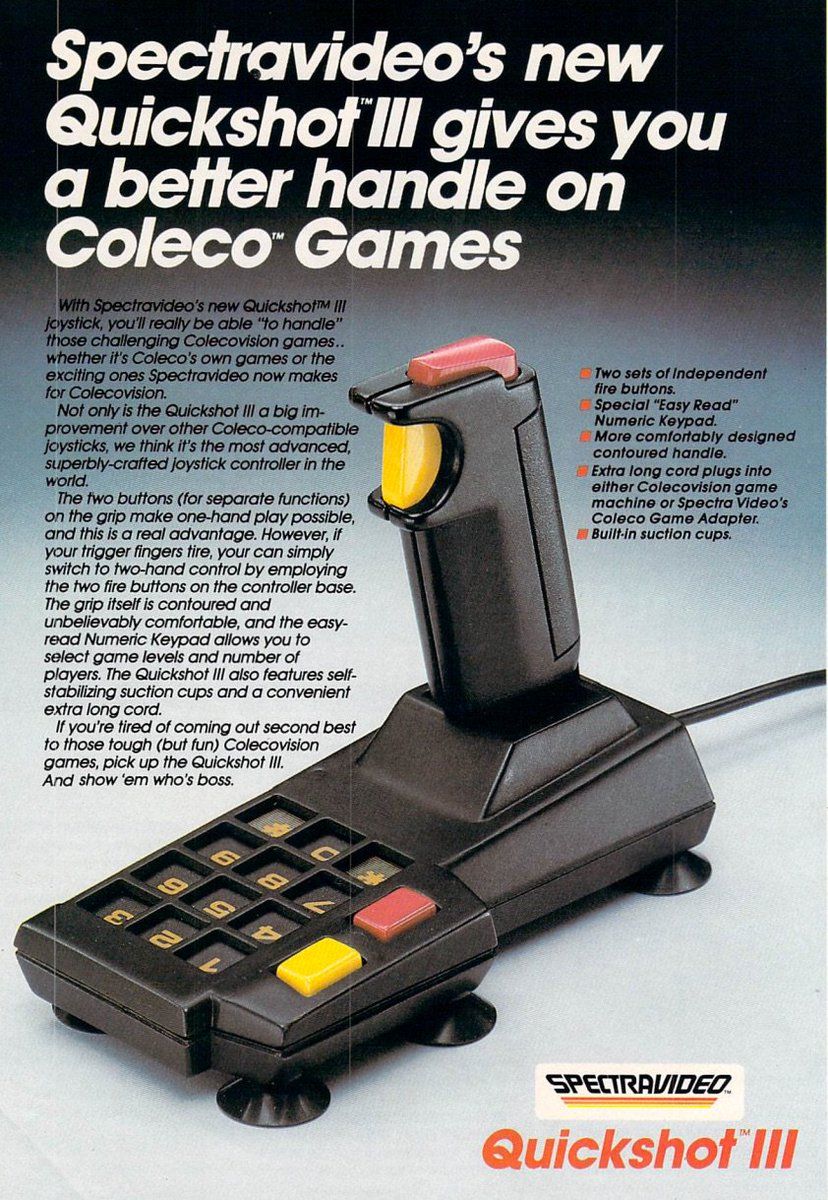 Spectravideo's new
Quickshot™ III gives you
a better handle on
Coleco™ Games
With Spectravideo's new Quickshot™ III
joystick, you'll really be able "to handle"
those challenging Colecovision games..
whether it's Coleco's own games or the
exciting ones Spectravideo now makes
for Colecovision.
Not only is the Quickshot III a big im-
provement over other Coleco-compatible
joysticks, we think it's the most advanced,
superbly-crafted joystick controller in the
world.
The two buttons (for separate functions)
on the grip make one-hand play possible,
and this is a real advantage. However, if
your trigger fingers tire, your can simply
switch to two-hand control by employing
the two fire buttons on the controller base.
The grip itself is contoured and
unbelievably comfortable, and the easy-
read Numeric Keypad allows you to
select game levels and number of
players. The Quickshot III also features self-
stabilizing suction cups and a convenient
extra long cord.
If you're tired of coming out second best
to those tough (but fun) Colecovision
games, pick up the Quickshot III.
And show 'em who's boss.
Two sets of Independent
fire buttons.
Special "Easy Read"
Numeric Keypad.
More comfortably designed
contoured handle.
Extra long cord plugs into
either Colecovision game
machine or Spectra Video's
Coleco Game Adapter.
Built-in suction cups.
# 0 *
9 8 7
6 5 4
3 2 1
SPECTRAVIDEO™
Quickshot™ III